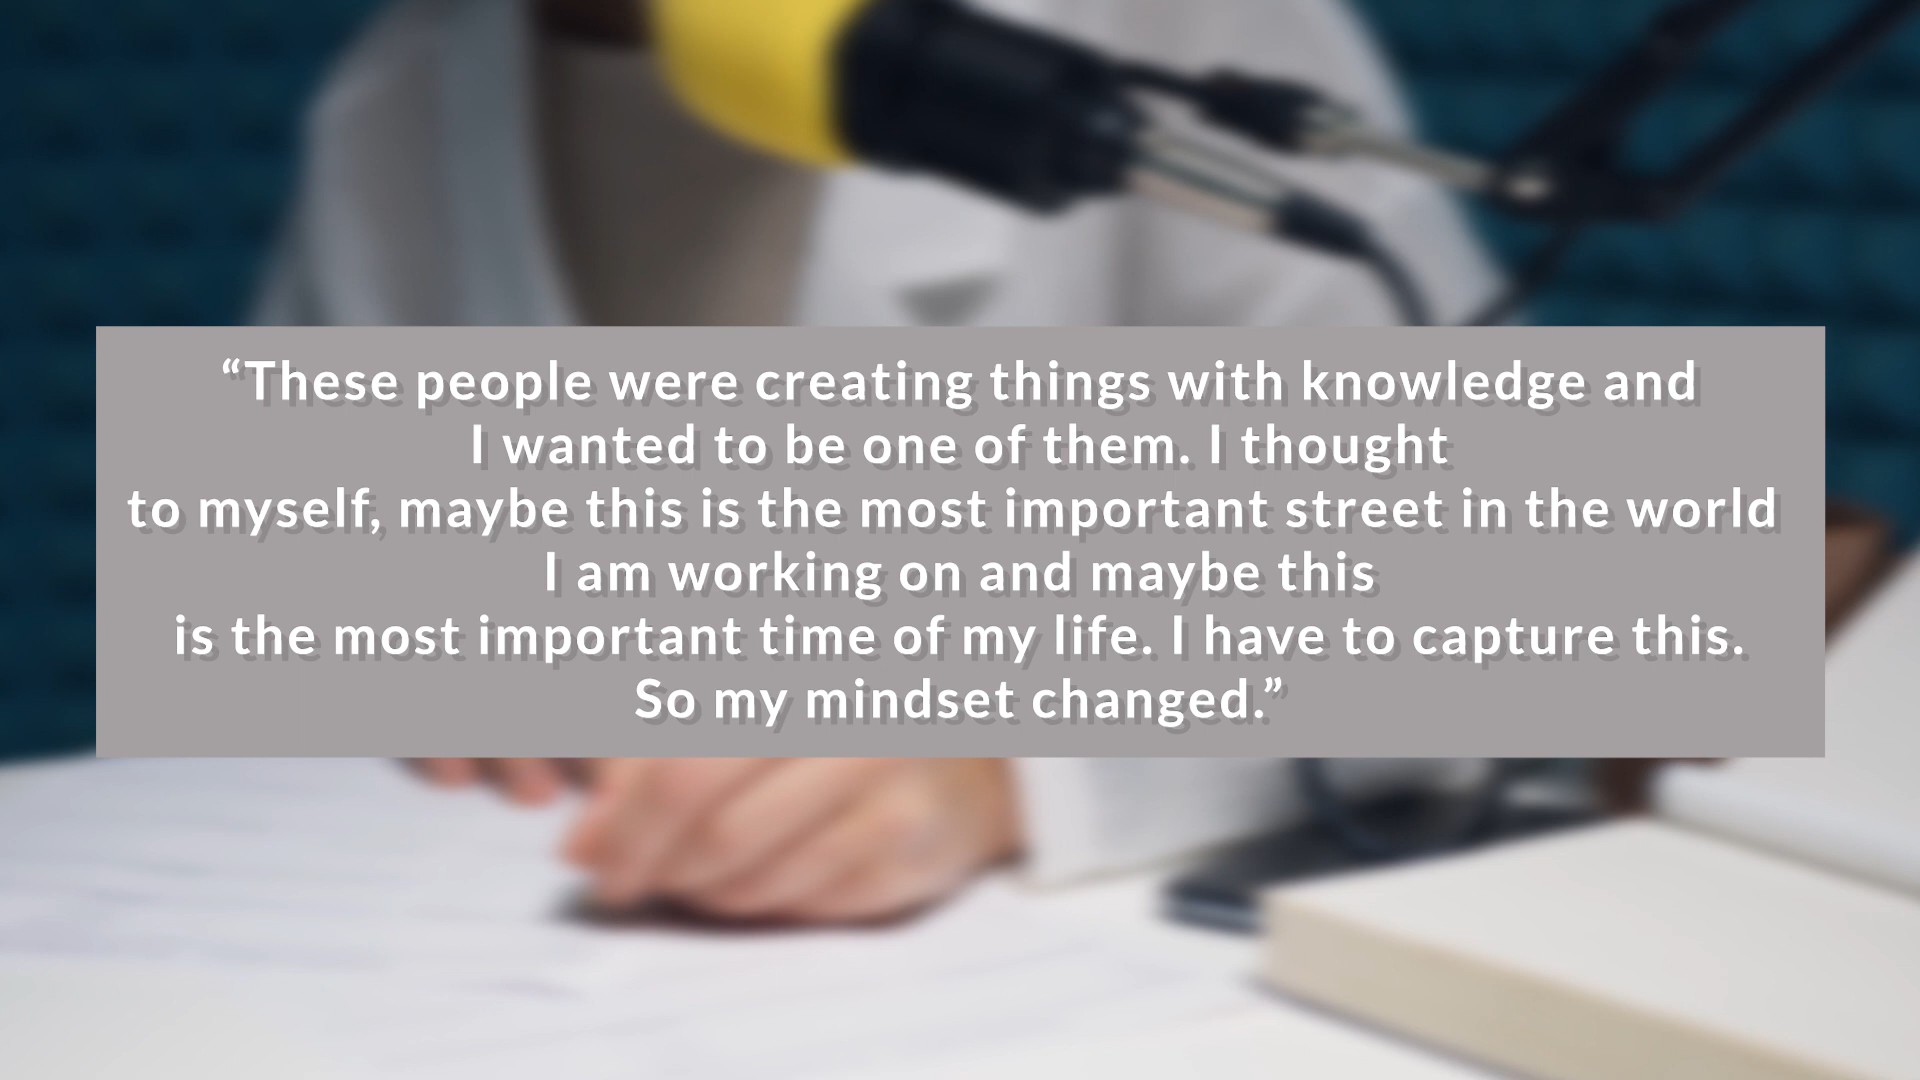 “These people were creating things with knowledge and
I wanted to be one of them. I thought
to myself, maybe this is the most important street in the world
I am working on and maybe this
is the most important time of my life. I have to capture this.
So my mindset changed.”